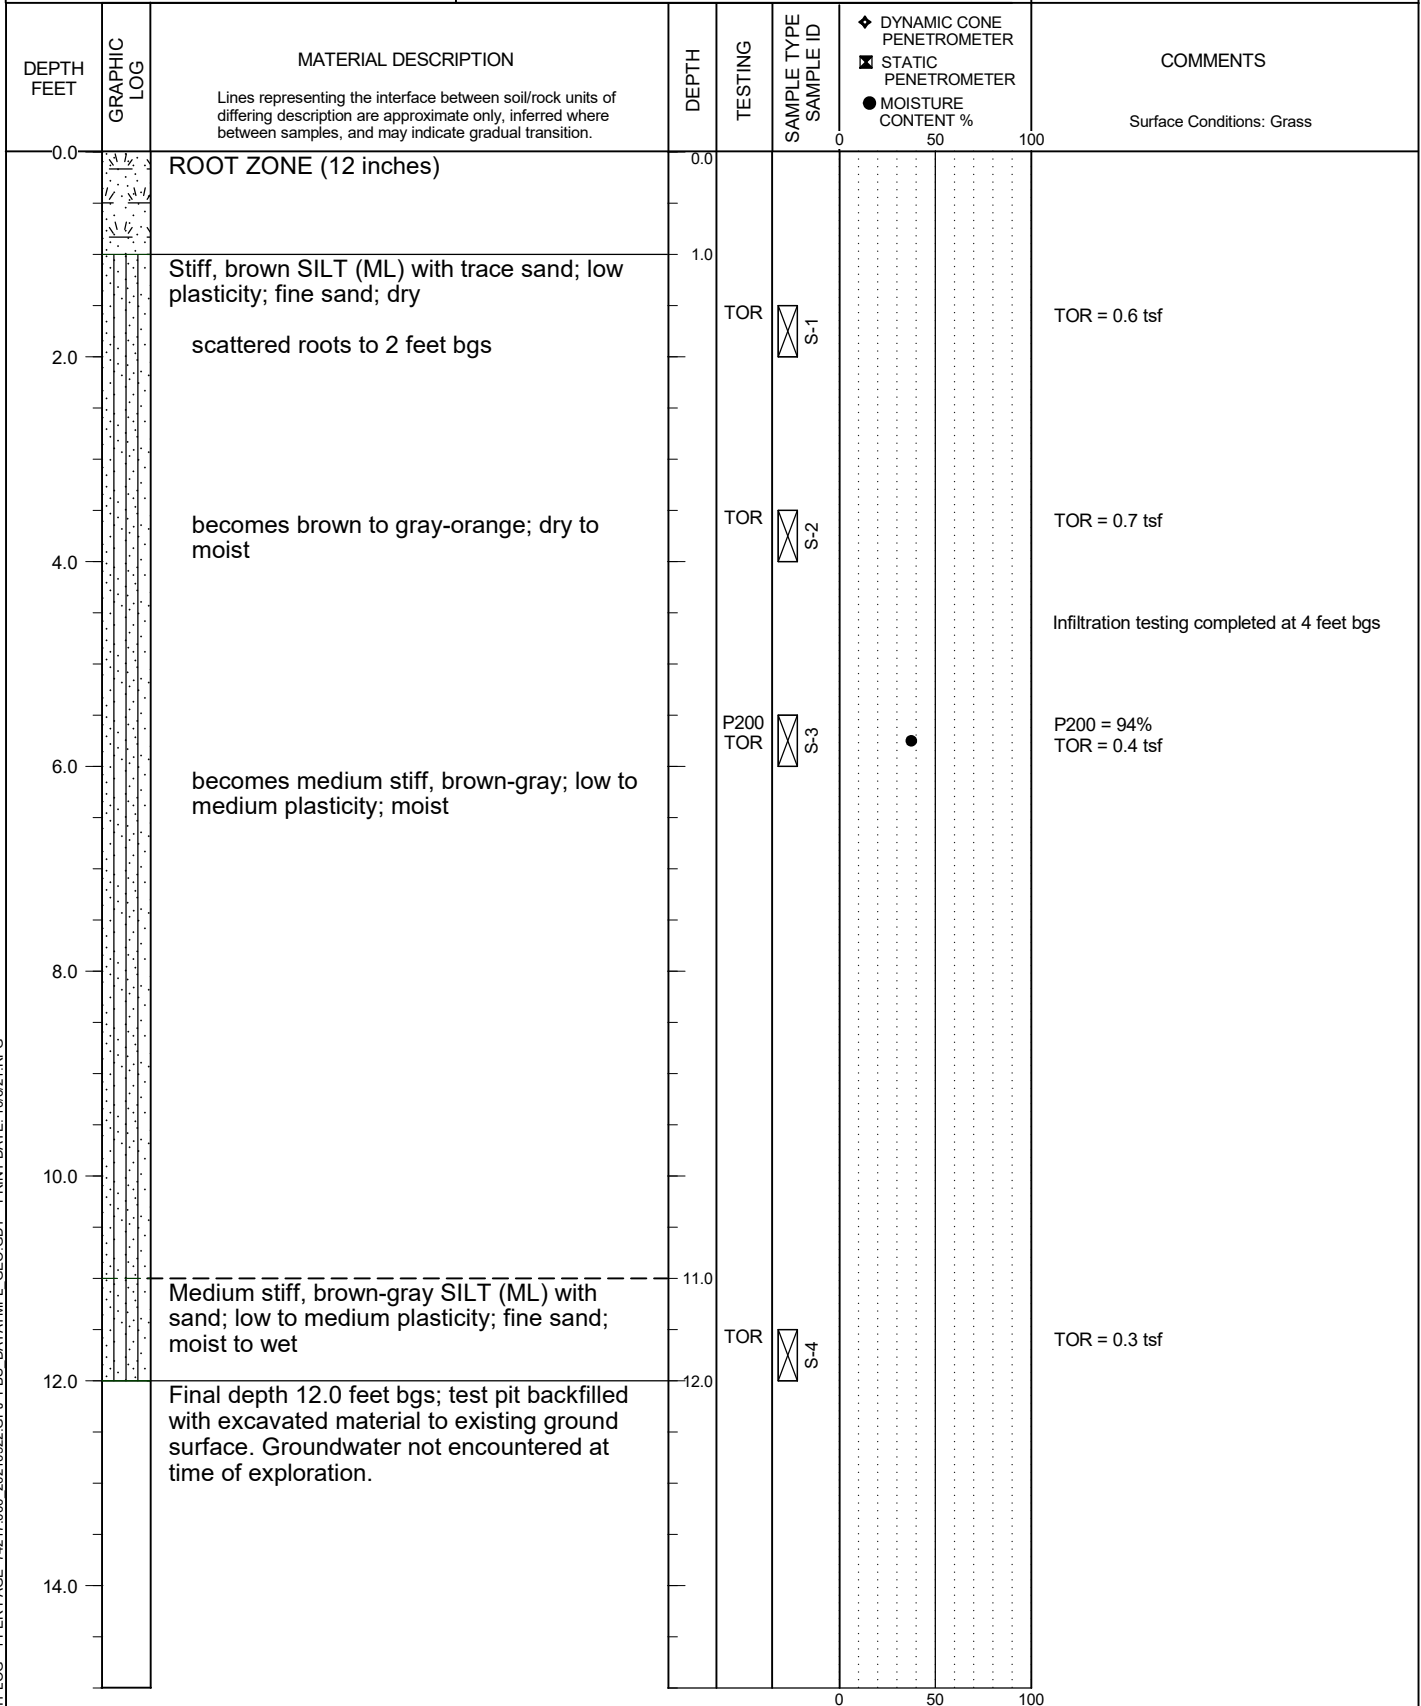 DEPTH
FEET
GRAPHIC
LOG
MATERIAL DESCRIPTION
Lines representing the interface between soil/rock units of
differing description are approximate only, inferred where
between samples, and may indicate gradual transition.
DEPTH
TESTING
SAMPLE TYPE
SAMPLE ID
DYNAMIC CONE
PENETROMETER
STATIC
PENETROMETER
MOISTURE
CONTENT %
0 50 100
COMMENTS
Surface Conditions: Grass
0.0
ROOT ZONE (12 inches)
0.0
1.0
Stiff, brown SILT (ML) with trace sand; low
plasticity; fine sand; dry
TOR
S-1
TOR = 0.6 tsf
scattered roots to 2 feet bgs
2.0
becomes brown to gray-orange; dry to
moist
TOR
S-2
TOR = 0.7 tsf
4.0
Infiltration testing completed at 4 feet bgs
P200
TOR
S-3
P200 = 94%
TOR = 0.4 tsf
6.0
becomes medium stiff, brown-gray; low to
medium plasticity; moist
8.0
10.0
11.0
Medium stiff, brown-gray SILT (ML) with
sand; low to medium plasticity; fine sand;
moist to wet
TOR
S-4
TOR = 0.3 tsf
12.0
12.0
Final depth 12.0 feet bgs; test pit backfilled
with excavated material to existing ground
surface. Groundwater not encountered at
time of exploration.
14.0
0 50 100